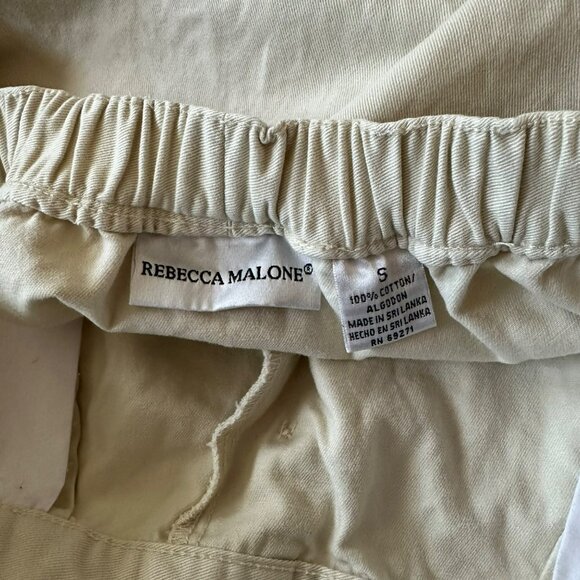 REBECCA MALONE®
S
100% COTTON/
ALGODON
MADE IN SRI LANKA
HECHO EN SRI LANKA
RN 69271